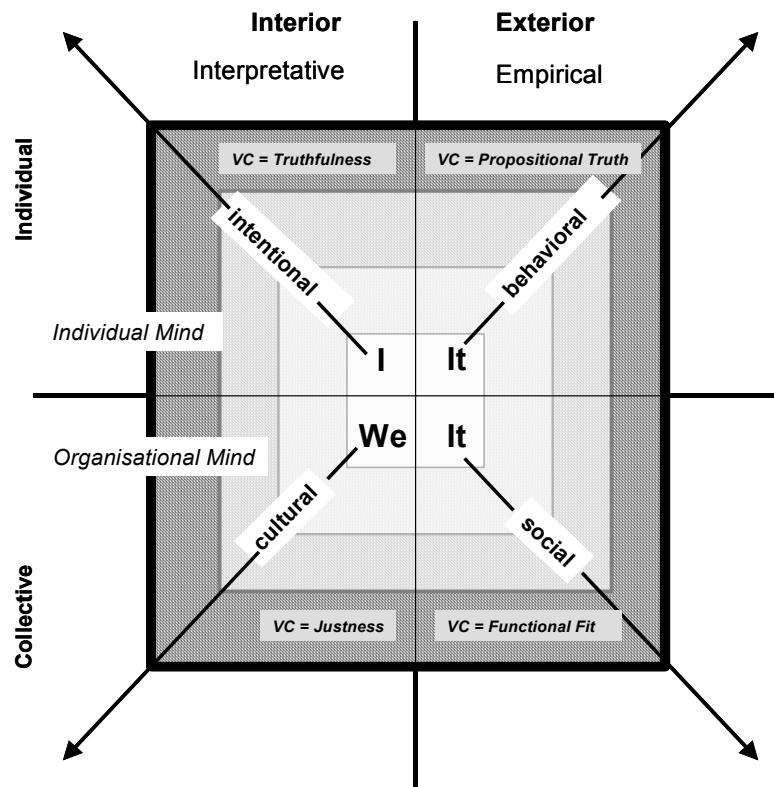 Interior
Exterior
Interpretative
Empirical
Individual
VC = Truthfulness
VC = Propositional Truth
intentional
behavioral
Individual Mind
I
It
We
It
Organisational Mind
cultural
social
Collective
VC = Justness
VC = Functional Fit